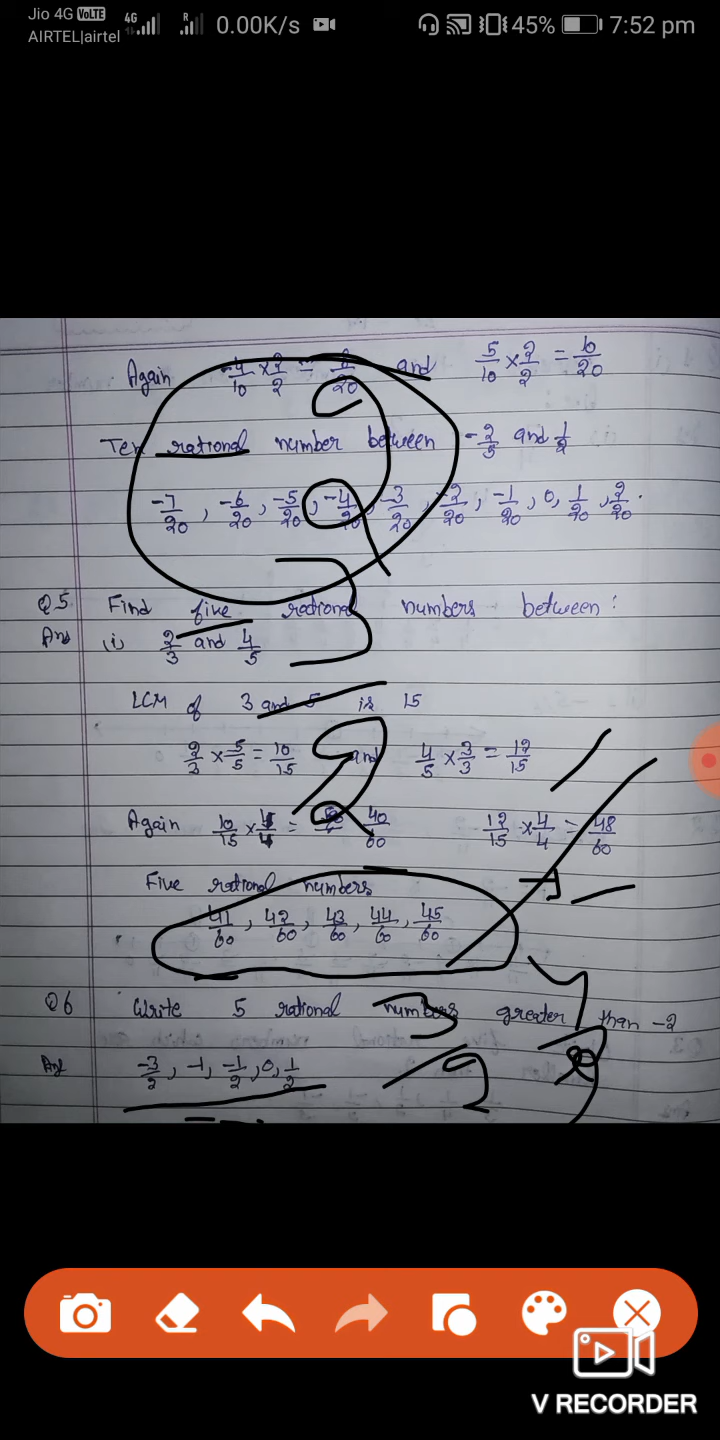 Jio 4G VoLTE 4G R 0.00K/s 45% 7:52 pm
AIRTEL|airtel
Again -4/10 × 2/2 = /20 and 5/10 × 2/2 = 10/20
Ten rational number between -2/5 and 1/2
-7/20, -6/20, -5/20, -4/20, -3/20, -2/20, -1/20, 0, 1/20, 2/20.
Q5 Find five rational numbers between:
Ans (i) 2/3 and 4/5
LCM of 3 and 5 is 15
2/3 × 5/5 = 10/15 and 4/5 × 3/3 = 12/15
Again 10/15 × 4/4 = 40/60 12/15 × 4/4 = 48/60
Five rational numbers
41/60, 42/60, 43/60, 44/60, 45/60
Q6 Write 5 rational numbers greater than -2
Ans -3/2, -1, -1/2, 0, 1/2
V RECORDER